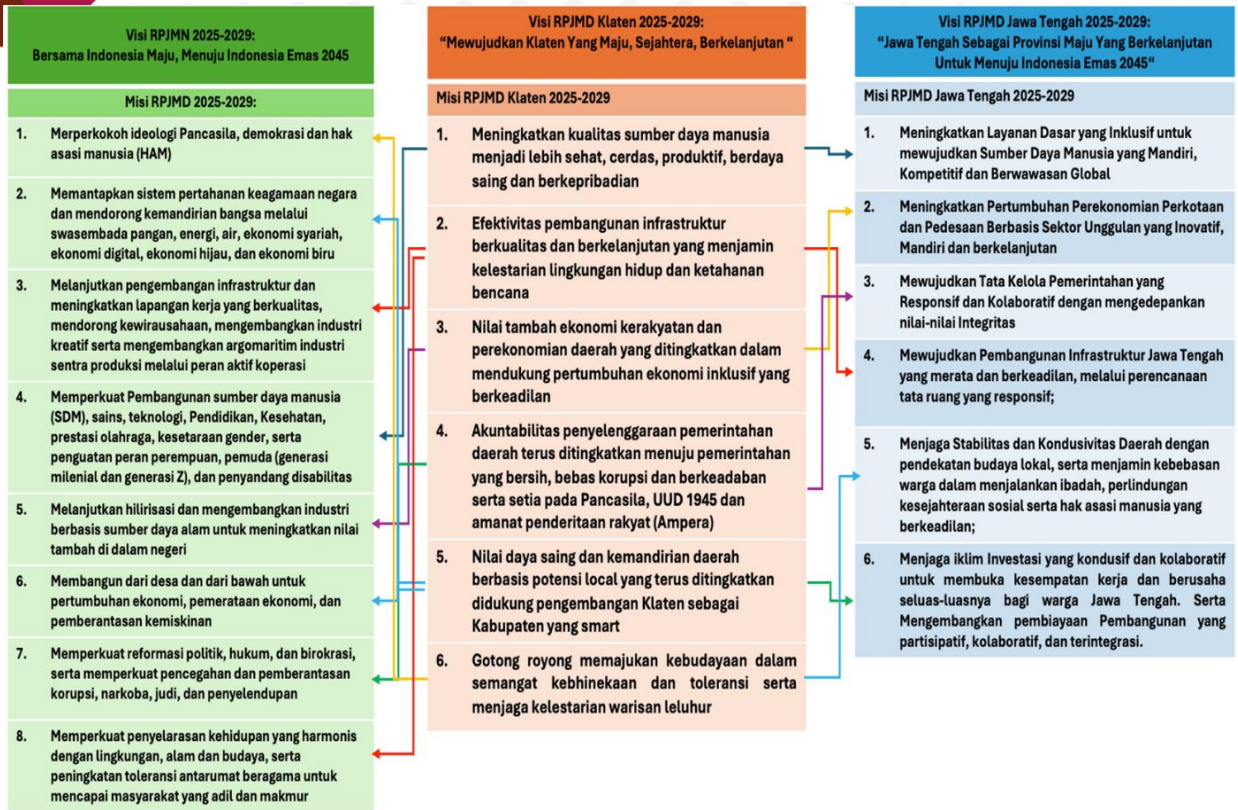 Visi RPJMN 2025-2029:
Bersama Indonesia Maju, Menuju Indonesia Emas 2045
Misi RPJMD 2025-2029:
1. Merperkokoh ideologi Pancasila, demokrasi dan hak
asasi manusia (HAM)
2. Memantapkan sistem pertahanan keagamaan negara
dan mendorong kemandirian bangsa melalui
swasembada pangan, energi, air, ekonomi syariah,
ekonomi digital, ekonomi hijau, dan ekonomi biru
3. Melanjutkan pengembangan infrastruktur dan
meningkatkan lapangan kerja yang berkualitas,
mendorong kewirausahaan, mengembangkan industri
kreatif serta mengembangkan argomaritim industri
sentra produksi melalui peran aktif koperasi
4. Memperkuat Pembangunan sumber daya manusia
(SDM), sains, teknologi, Pendidikan, Kesehatan,
prestasi olahraga, kesetaraan gender, serta
penguatan peran perempuan, pemuda (generasi
milenial dan generasi Z), dan penyandang disabilitas
5. Melanjutkan hilirisasi dan mengembangkan industri
berbasis sumber daya alam untuk meningkatkan nilai
tambah di dalam negeri
6. Membangun dari desa dan dari bawah untuk
pertumbuhan ekonomi, pemerataan ekonomi, dan
pemberantasan kemiskinan
7. Memperkuat reformasi politik, hukum, dan birokrasi,
serta memperkuat pencegahan dan pemberantasan
korupsi, narkoba, judi, dan penyelendupan
8. Memperkuat penyelarasan kehidupan yang harmonis
dengan lingkungan, alam dan budaya, serta
peningkatan toleransi antarumat beragama untuk
mencapai masyarakat yang adil dan makmur
Visi RPJMD Klaten 2025-2029:
“Mewujudkan Klaten Yang Maju, Sejahtera, Berkelanjutan “
Misi RPJMD Klaten 2025-2029
1. Meningkatkan kualitas sumber daya manusia
menjadi lebih sehat, cerdas, produktif, berdaya
saing dan berkepribadian
2. Efektivitas pembangunan infrastruktur
berkualitas dan berkelanjutan yang menjamin
kelestarian lingkungan hidup dan ketahanan
bencana
3. Nilai tambah ekonomi kerakyatan dan
perekonomian daerah yang ditingkatkan dalam
mendukung pertumbuhan ekonomi inklusif yang
berkeadilan
4. Akuntabilitas penyelenggaraan pemerintahan
daerah terus ditingkatkan menuju pemerintahan
yang bersih, bebas korupsi dan berkeadaban
serta setia pada Pancasila, UUD 1945 dan
amanat penderitaan rakyat (Ampera)
5. Nilai daya saing dan kemandirian daerah
berbasis potensi local yang terus ditingkatkan
didukung pengembangan Klaten sebagai
Kabupaten yang smart
6. Gotong royong memajukan kebudayaan dalam
semangat kebhinekaan dan toleransi serta
menjaga kelestarian warisan leluhur
Visi RPJMD Jawa Tengah 2025-2029:
“Jawa Tengah Sebagai Provinsi Maju Yang Berkelanjutan
Untuk Menuju Indonesia Emas 2045“
Misi RPJMD Jawa Tengah 2025-2029
1. Meningkatkan Layanan Dasar yang Inklusif untuk
mewujudkan Sumber Daya Manusia yang Mandiri,
Kompetitif dan Berwawasan Global
2. Meningkatkan Pertumbuhan Perekonomian Perkotaan
dan Pedesaan Berbasis Sektor Unggulan yang Inovatif,
Mandiri dan berkelanjutan
3. Mewujudkan Tata Kelola Pemerintahan yang
Responsif dan Kolaboratif dengan mengedepankan
nilai-nilai Integritas
4. Mewujudkan Pembangunan Infrastruktur Jawa Tengah
yang merata dan berkeadilan, melalui perencanaan
tata ruang yang responsif;
5. Menjaga Stabilitas dan Kondusivitas Daerah dengan
pendekatan budaya lokal, serta menjamin kebebasan
warga dalam menjalankan ibadah, perlindungan
kesejahteraan sosial serta hak asasi manusia yang
berkeadilan;
6. Menjaga iklim Investasi yang kondusif dan kolaboratif
untuk membuka kesempatan kerja dan berusaha
seluas-luasnya bagi warga Jawa Tengah. Serta
Mengembangkan pembiayaan Pembangunan yang
partisipatif, kolaboratif, dan terintegrasi.